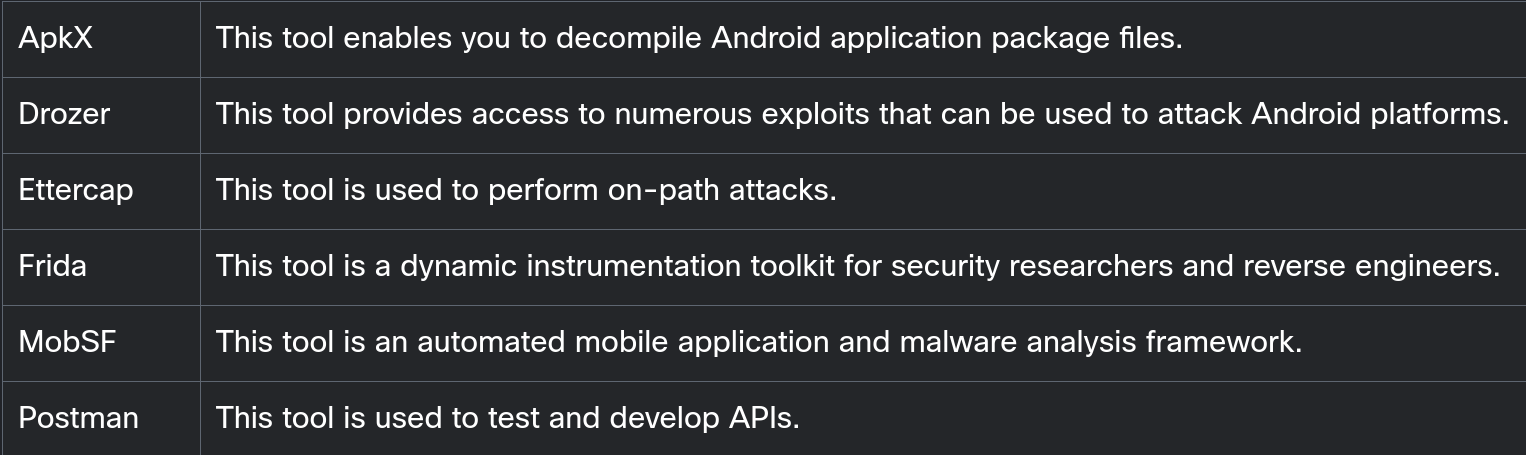 ApkX This tool enables you to decompile Android application package files.
Drozer This tool provides access to numerous exploits that can be used to attack Android platforms.
Ettercap This tool is used to perform on-path attacks.
Frida This tool is a dynamic instrumentation toolkit for security researchers and reverse engineers.
MobSF This tool is an automated mobile application and malware analysis framework.
Postman This tool is used to test and develop APIs.